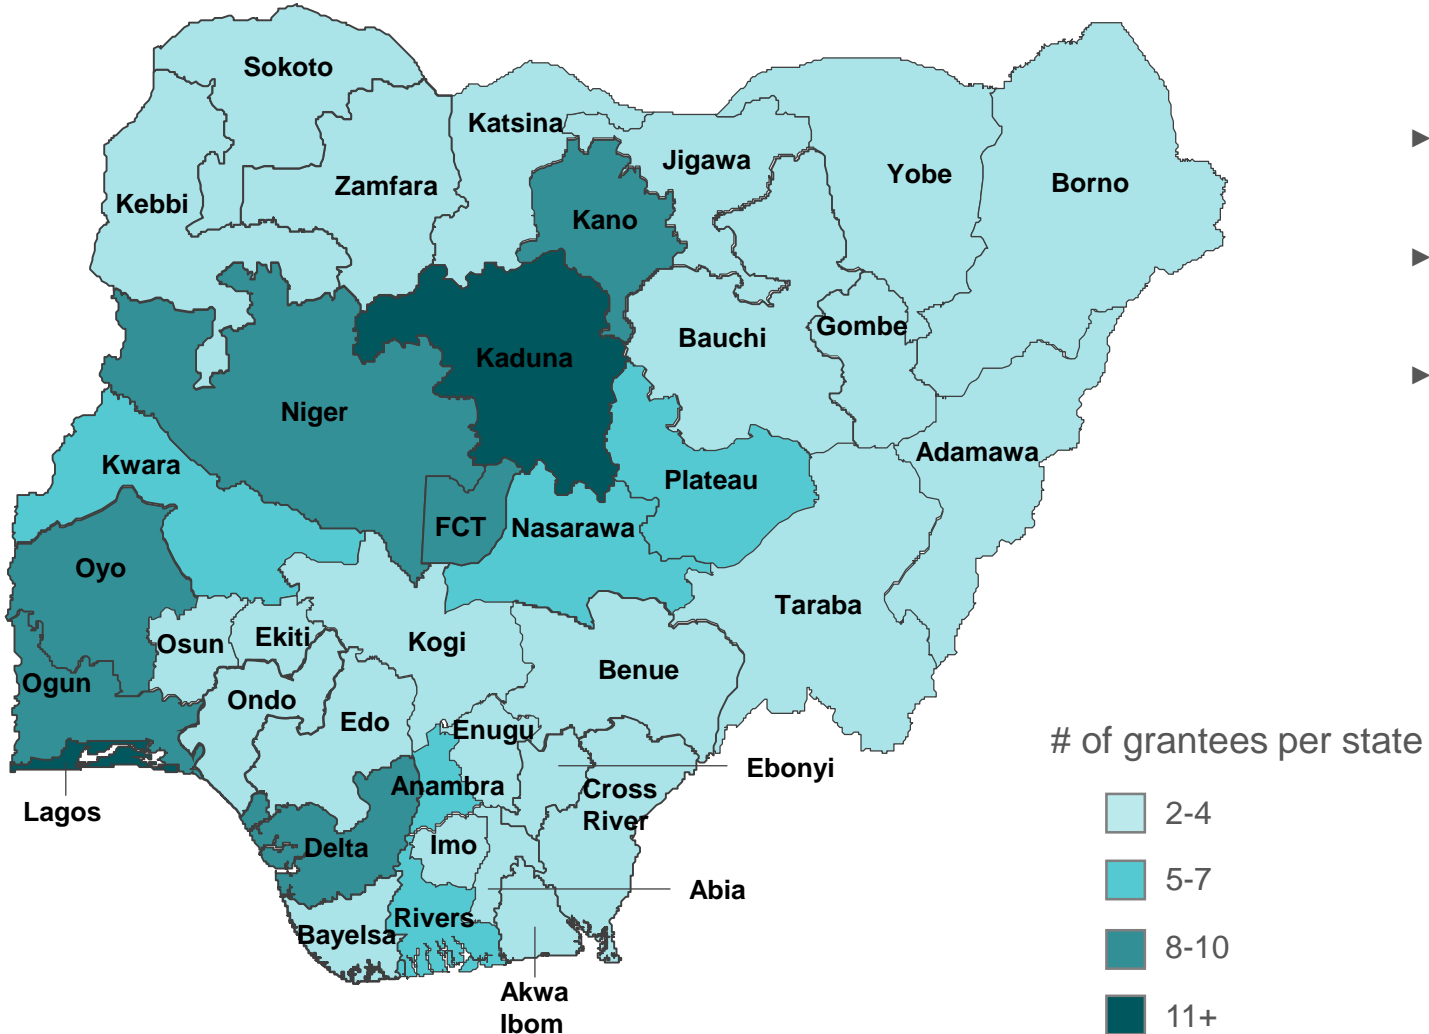 Sokoto
Katsina
Jigawa
Yobe
Borno
Zamfara
Kebbi
Kano
Bauchi
Gombe
Kaduna
Niger
Adamawa
Kwara
Plateau
FCT
Nasarawa
Oyo
Taraba
Osun
Ekiti
Kogi
Benue
Ogun
Ondo
Edo
Enugu
Ebonyi
Anambra
Cross
River
Lagos
Delta
Imo
Abia
Rivers
Bayelsa
Akwa
Ibom
# of grantees per state
2-4
5-7
8-10
11+